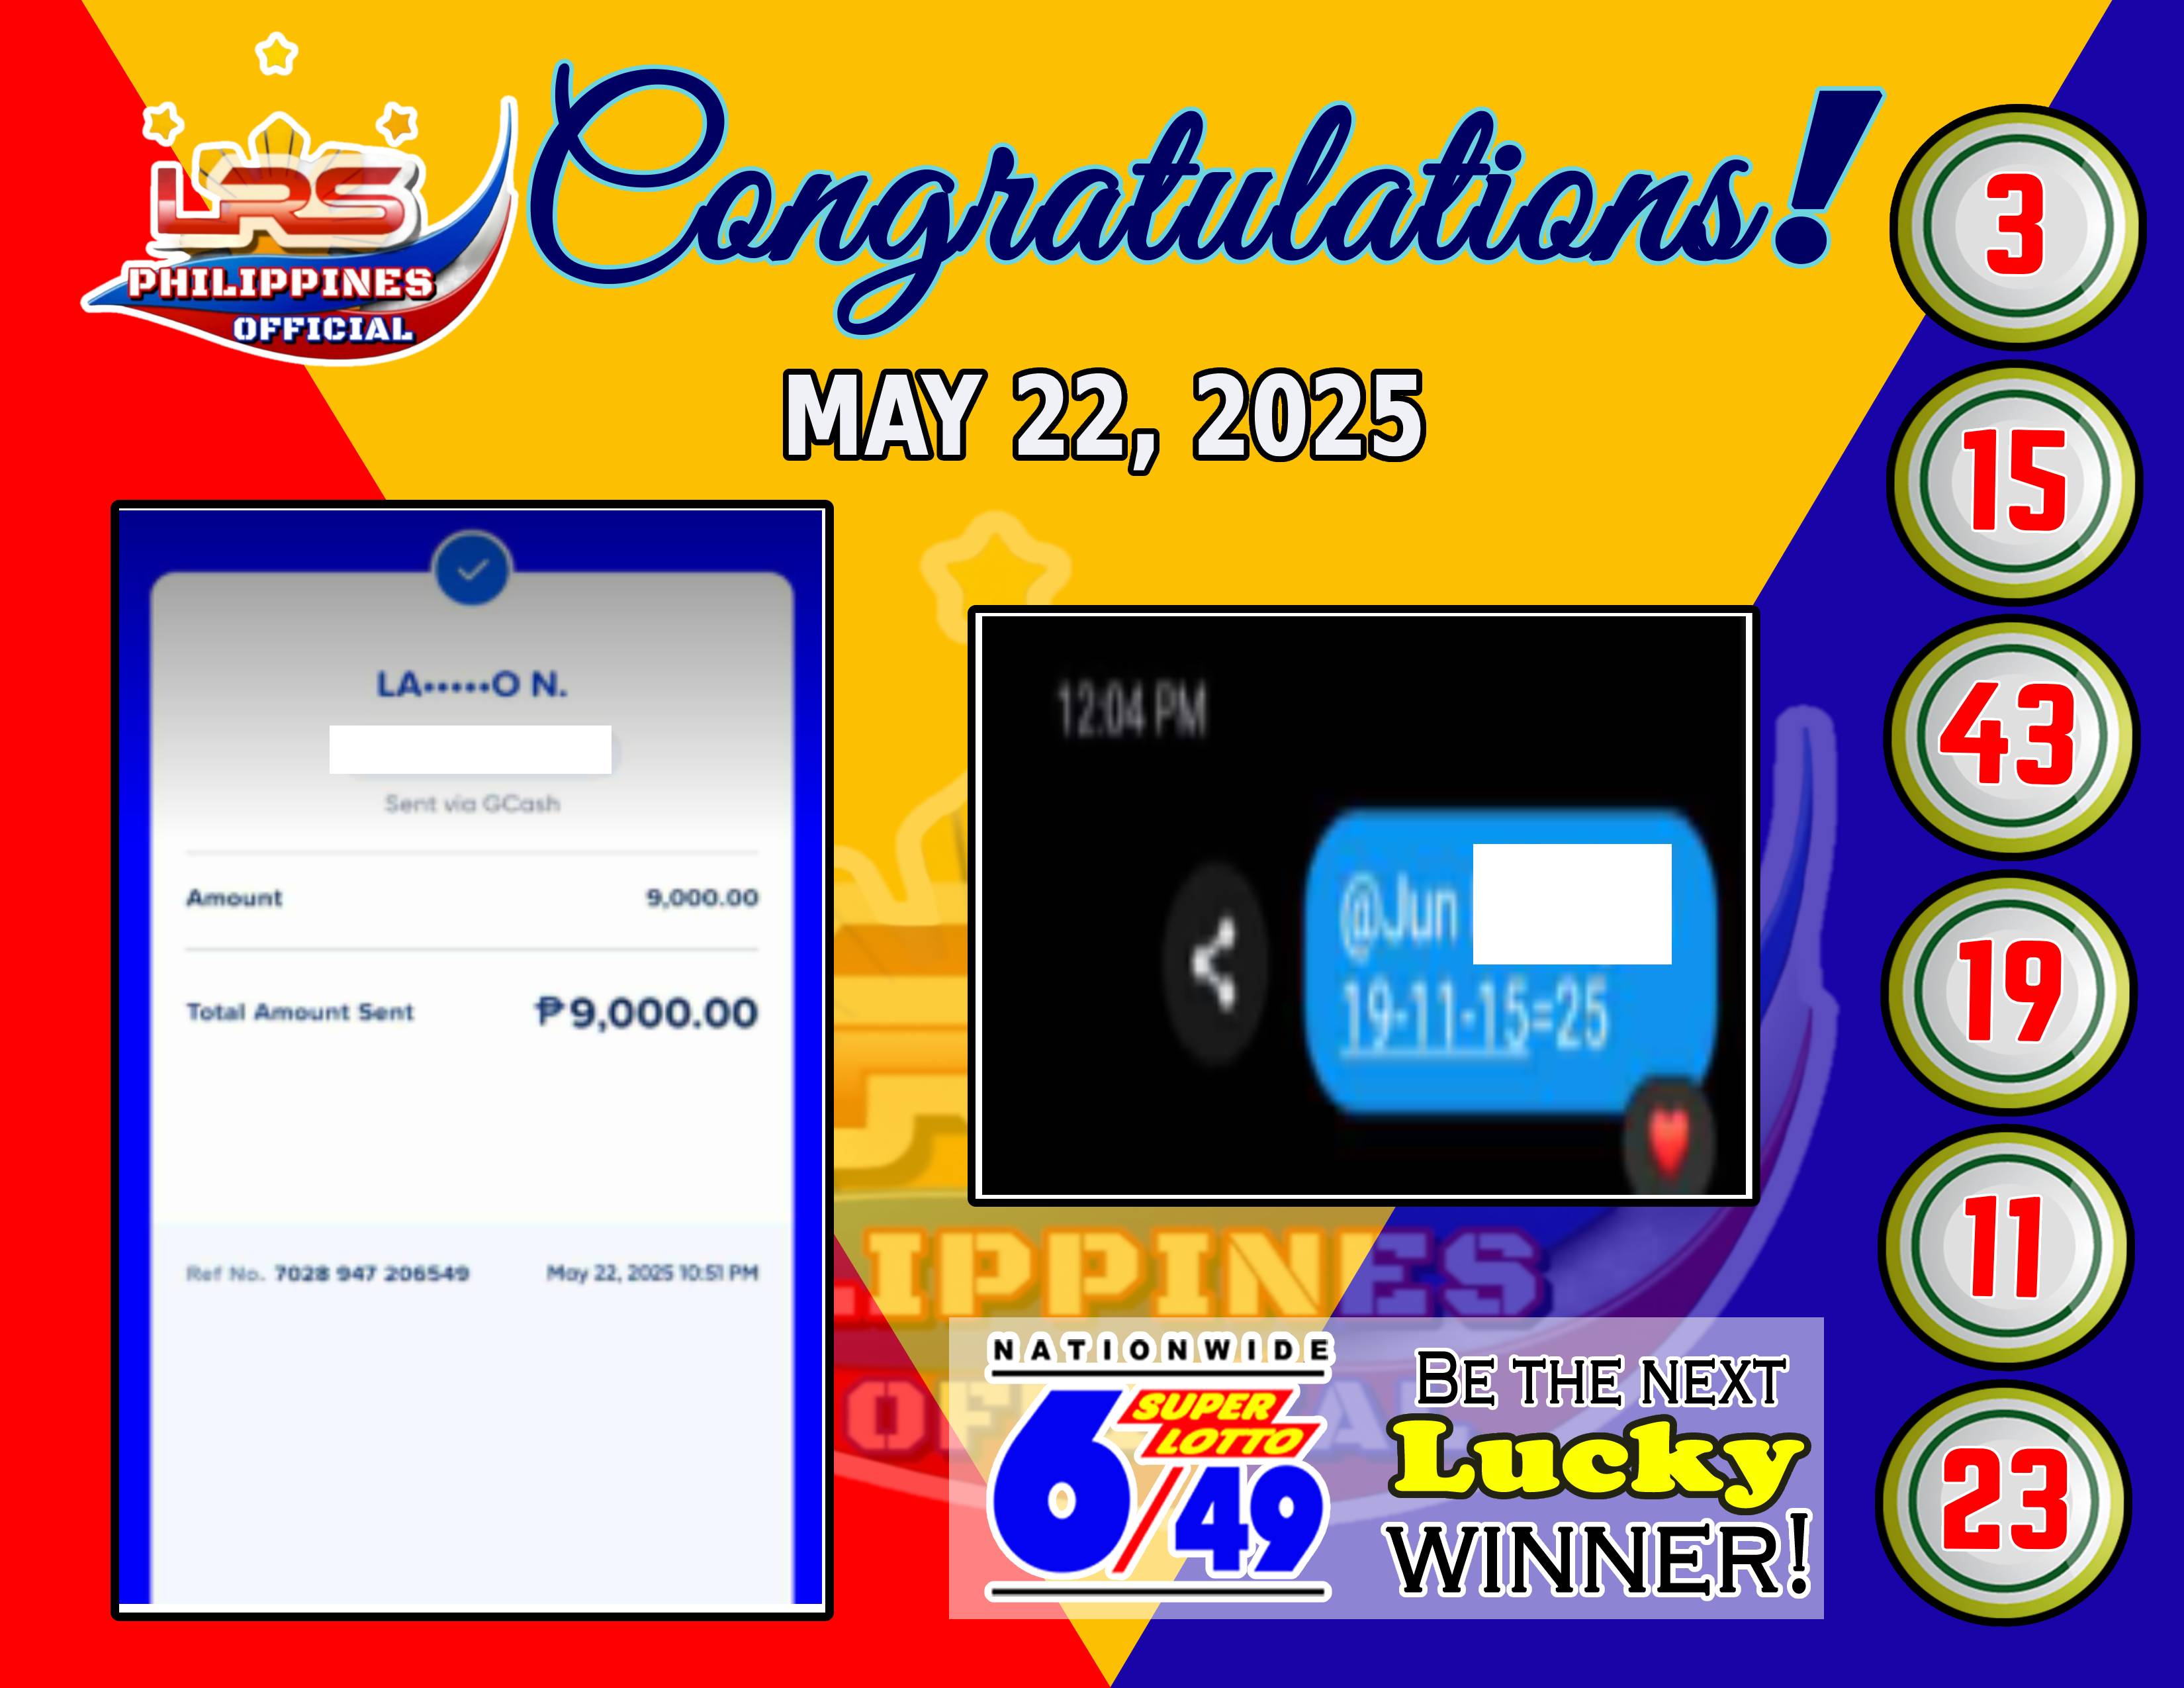 LRS
PHILIPPINES
OFFICIAL
Congratulations!
MAY 22, 2025
LA•••••O N.
Sent via GCash
Amount 9,000.00
Total Amount Sent ₱9,000.00
Ref No. 7028 947 206549 May 22, 2025 10:51 PM
12:04 PM
@Jun
19-11-15=25
IPPINES
NATIONWIDE
SUPER
LOTTO
6/49
BE THE NEXT
Lucky
WINNER!
3
15
43
19
11
23